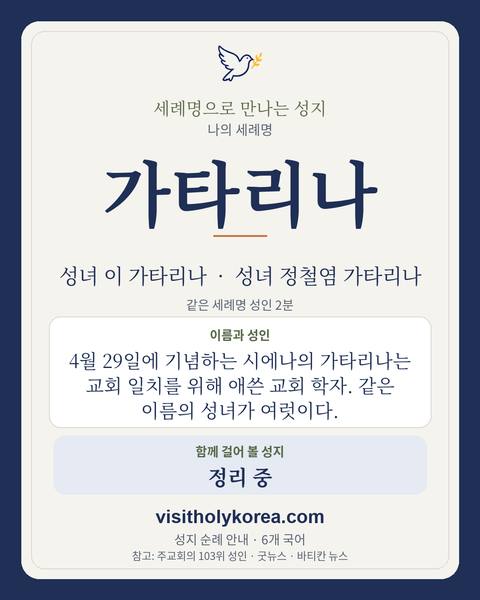 세례명으로 만나는 성지
나의 세례명
가타리나
성녀 이 가타리나 · 성녀 정철염 가타리나
같은 세례명 성인 2분
이름과 성인
4월 29일에 기념하는 시에나의 가타리나는
교회 일치를 위해 애쓴 교회 학자. 같은
이름의 성녀가 여럿이다.
함께 걸어 볼 성지
정리 중
visitholykorea.com
성지 순례 안내 · 6개 국어
참고: 주교회의 103위 성인 · 굿뉴스 · 바티칸 뉴스